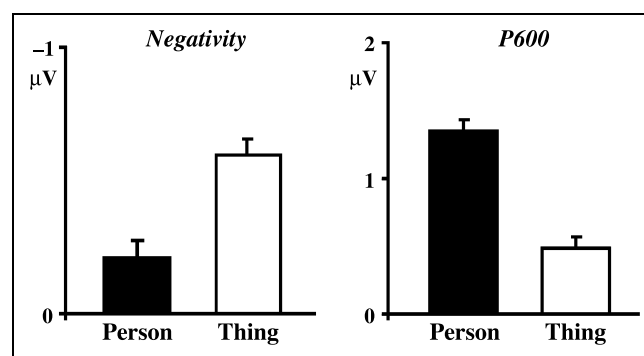 Negativity
−1
μV
0
Person Thing
P600
2
μV
1
0
Person Thing